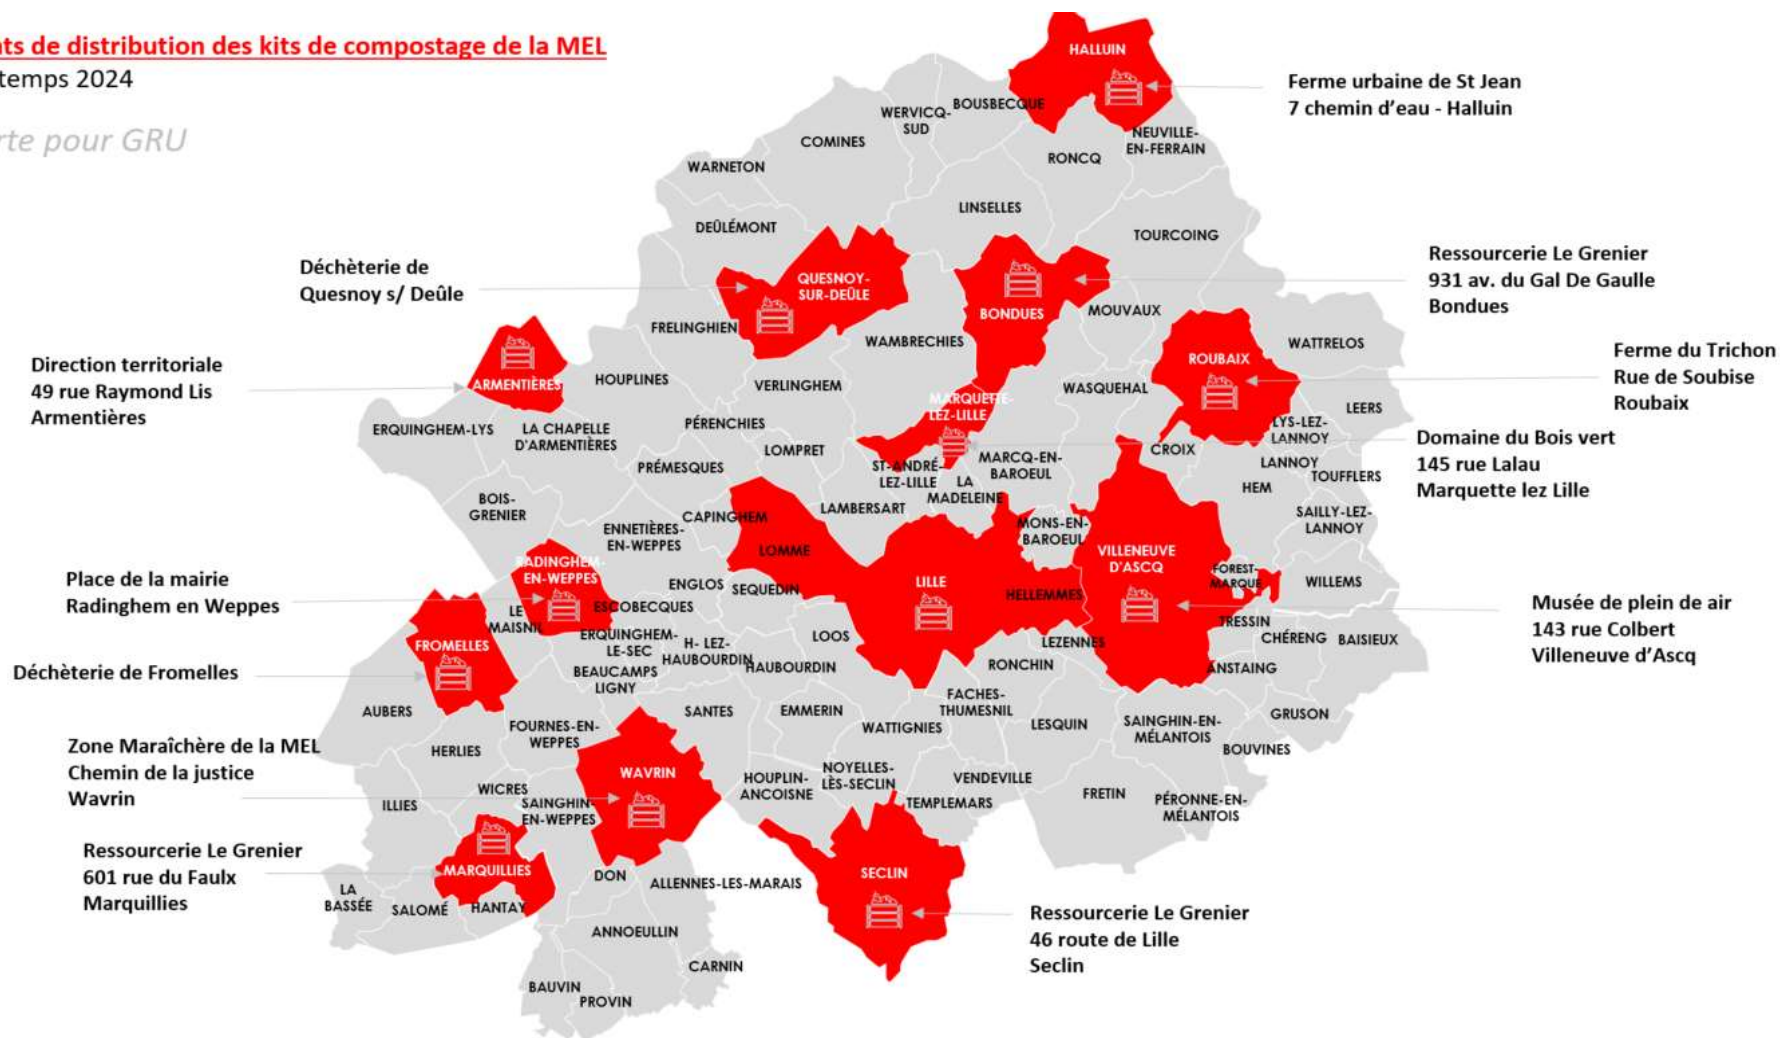 ts de distribution des kits de compostage de la MEL
temps 2024
rte pour GRU
HALLUIN
Ferme urbaine de St Jean
7 chemin d'eau - Halluin
BOUSBECQUE
WERVICQ-
SUD
COMINES
NEUVILLE-
EN-FERRAIN
RONCQ
WARNETON
LINSELLES
DEÛLÉMONT
TOURCOING
Déchèterie de
Quesnoy s/ Deûle
QUESNOY-
SUR-DEÛLE
Ressourcerie Le Grenier
931 av. du Gal De Gaulle
Bondues
BONDUES
MOUVAUX
FRELINGHIEN
WAMBRECHIES
WATTRELOS
ROUBAIX
Ferme du Trichon
Rue de Soubise
Roubaix
Direction territoriale
49 rue Raymond Lis
Armentières
ARMENTIÈRES
HOUPLINES
VERLINGHEM
WASQUEHAL
MARQUETTE-
LEZ-LILLE
LEERS
ERQUINGHEM-LYS
LA CHAPELLE
D'ARMENTIÈRES
PÉRENCHIES
LYS-LEZ-
LANNOY
Domaine du Bois vert
145 rue Lalau
Marquette lez Lille
PRÉMESQUES
LOMPRET
ST-ANDRÉ-
LEZ-LILLE
MARCQ-EN-
BAROEUL
CROIX
LANNOY
TOUFFLERS
HEM
LA
MADELEINE
BOIS-
GRENIER
CAPINGHEM
LAMBERSART
SAILLY-LEZ-
LANNOY
ENNETIÈRES-
EN-WEPPES
LOMME
MONS-EN-
BAROEUL
VILLENEUVE
D'ASCQ
RADINGHEM-
EN-WEPPES
Place de la mairie
Radinghem en Weppes
ENGLOS
SEQUEDIN
LILLE
HELLEMMES
FOREST-
MARQUE
WILLEMS
LE
MAISNIL
ESCOBECQUES
Musée de plein de air
143 rue Colbert
Villeneuve d'Ascq
TRESSIN
CHÉRENG
BAISIEUX
FROMELLES
ERQUINGHEM-
LE-SEC
H- LEZ-
HAUBOURDIN
LOOS
LEZENNES
RONCHIN
ANSTAING
HAUBOURDIN
BEAUCAMPS
LIGNY
Déchèterie de Fromelles
AUBERS
SANTES
EMMERIN
FACHES-
THUMESNIL
GRUSON
FOURNES-EN-
WEPPES
WATTIGNIES
LESQUIN
SAINGHIN-EN-
MÉLANTOIS
BOUVINES
HERLIES
Zone Maraîchère de la MEL
Chemin de la justice
Wavrin
WAVRIN
HOUPLIN-
ANCOISNE
NOYELLES-
LÈS-SECLIN
VENDEVILLE
WICRES
ILLIES
SAINGHIN-
EN-WEPPES
TEMPLEMARS
FRETIN
PÉRONNE-EN-
MÉLANTOIS
Ressourcerie Le Grenier
601 rue du Faulx
Marquillies
MARQUILLIES
DON
ALLENNES-LES-MARAIS
SECLIN
LA
BASSÉE
SALOMÉ
HANTAY
Ressourcerie Le Grenier
46 route de Lille
Seclin
ANNOEULLIN
CARNIN
BAUVIN
PROVIN